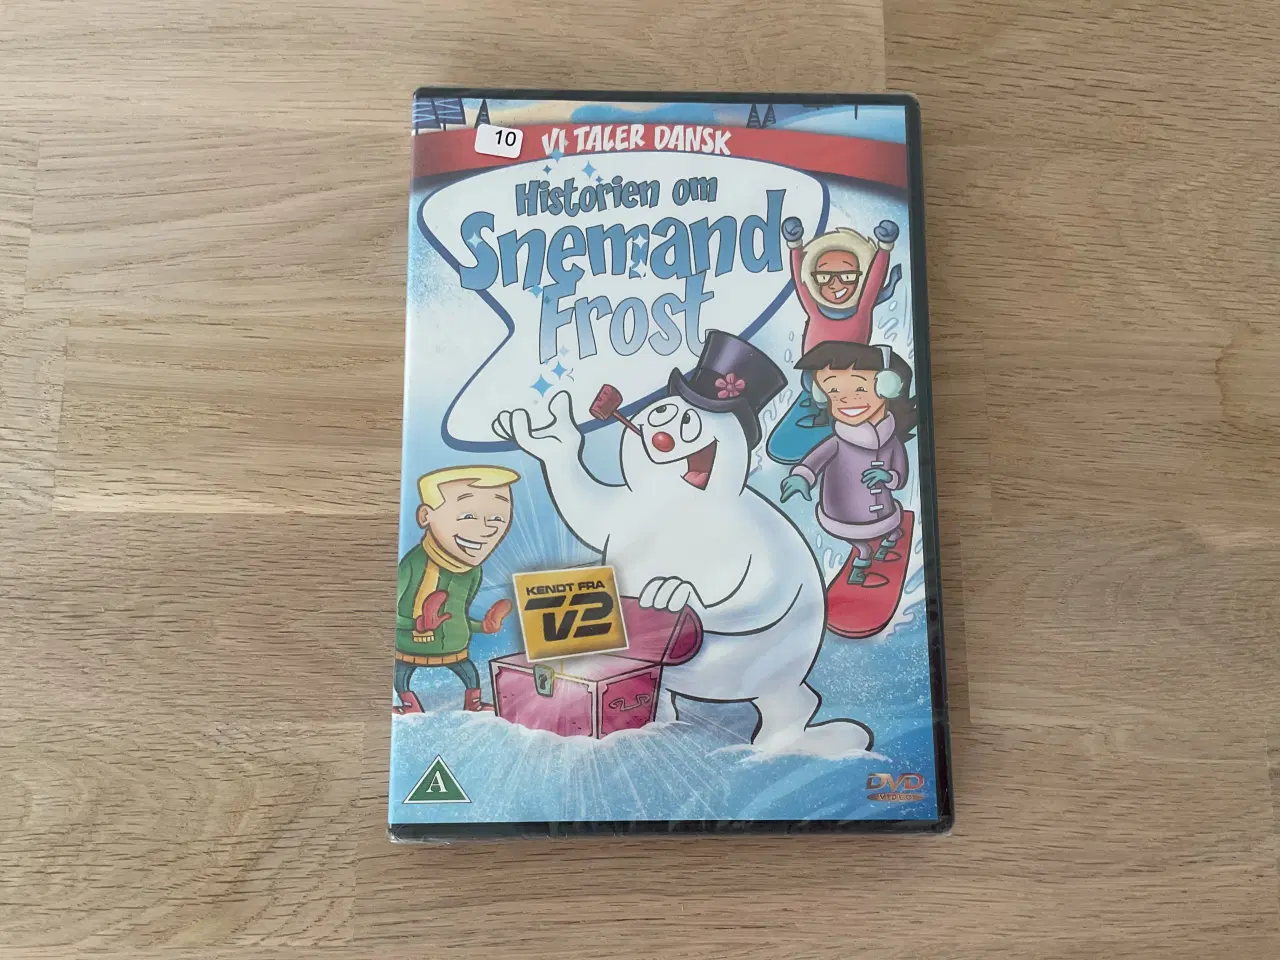 10
VI TALER DANSK
Historien om
Snemand
Frost
KENDT FRA
TV2
A
DVD
VIDEO